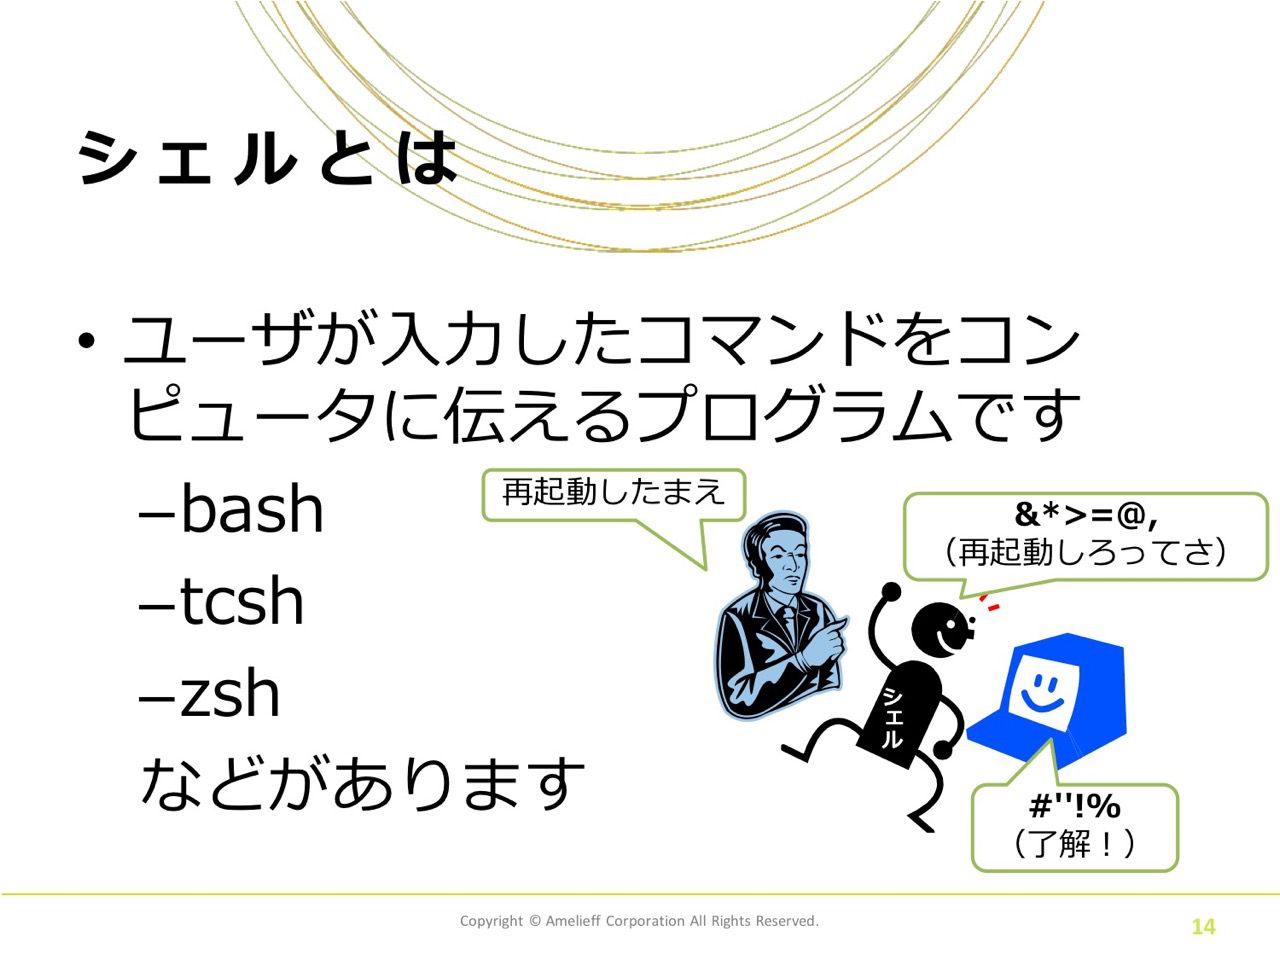 シェルとは
• ユーザが入力したコマンドをコン
ピュータに伝えるプログラムです
–bash
–tcsh
–zsh
などがあります
再起動したまえ
&*>=@,
（再起動しろってさ）
シェル
#"!%
（了解！）
Copyright © Amelieff Corporation All Rights Reserved.
14